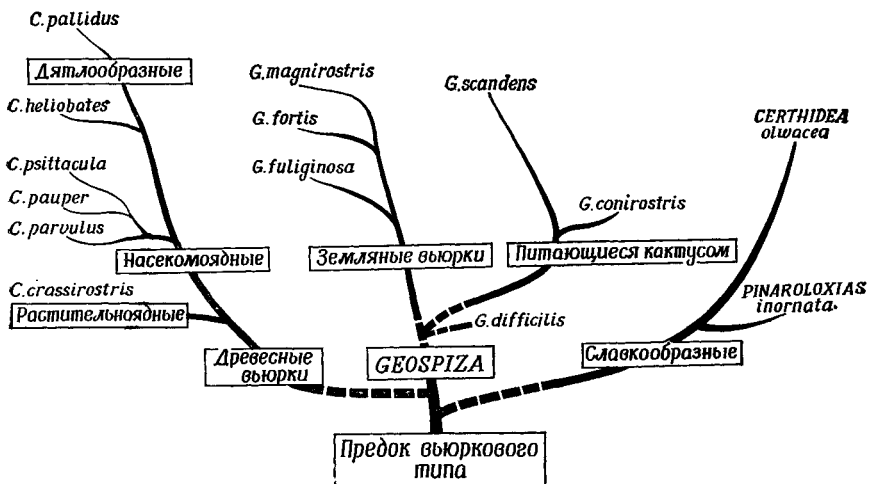 C. pallidus
Дятлообразные
C. heliobates
C. psittacula
C. pauper
C. parvulus
Насекомоядные
C. crassirostris
Растительноядные
Древесные
вьюрки
G. magnirostris
G. fortis
G. fuliginosa
Земляные вьюрки
G. scandens
G. conirostris
Питающиеся кактусом
G. difficilis
GEOSPIZA
CERTHIDEA
olwacea
PINAROLOXIAS
inornata.
Славкообразные
Предок вьюркового
типа